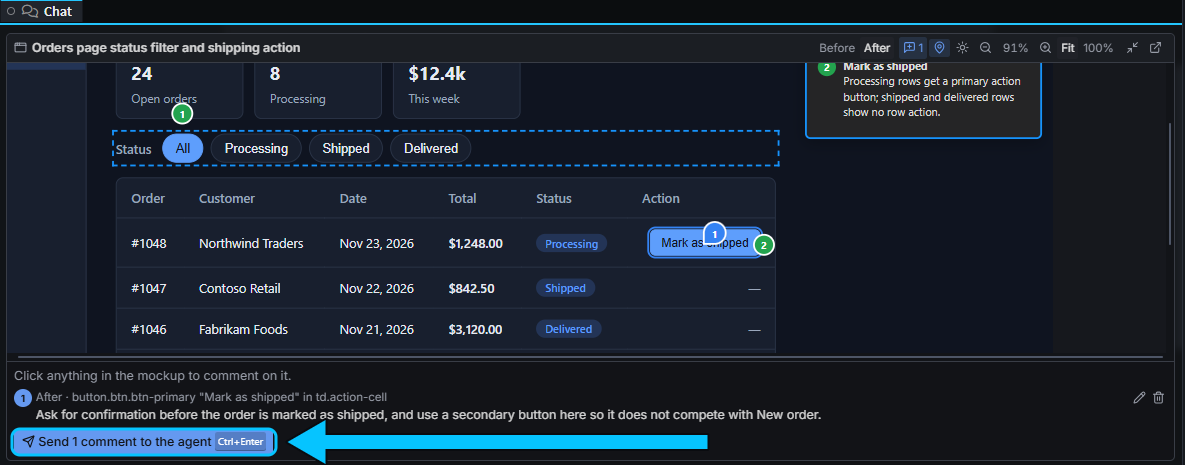 Chat
Orders page status filter and shipping action
Before After 1 91% Fit 100%
24
Open orders
8
Processing
$12.4k
This week
2 Mark as shipped
Processing rows get a primary action
button; shipped and delivered rows
show no row action.
1
Status All Processing Shipped Delivered
Order Customer Date Total Status Action
#1048 Northwind Traders Nov 23, 2026 $1,248.00 Processing Mark as shipped 1 2
#1047 Contoso Retail Nov 22, 2026 $842.50 Shipped —
#1046 Fabrikam Foods Nov 21, 2026 $3,120.00 Delivered —
Click anything in the mockup to comment on it.
1 After · button.btn.btn-primary "Mark as shipped" in td.action-cell
Ask for confirmation before the order is marked as shipped, and use a secondary button here so it does not compete with New order.
Send 1 comment to the agent Ctrl+Enter